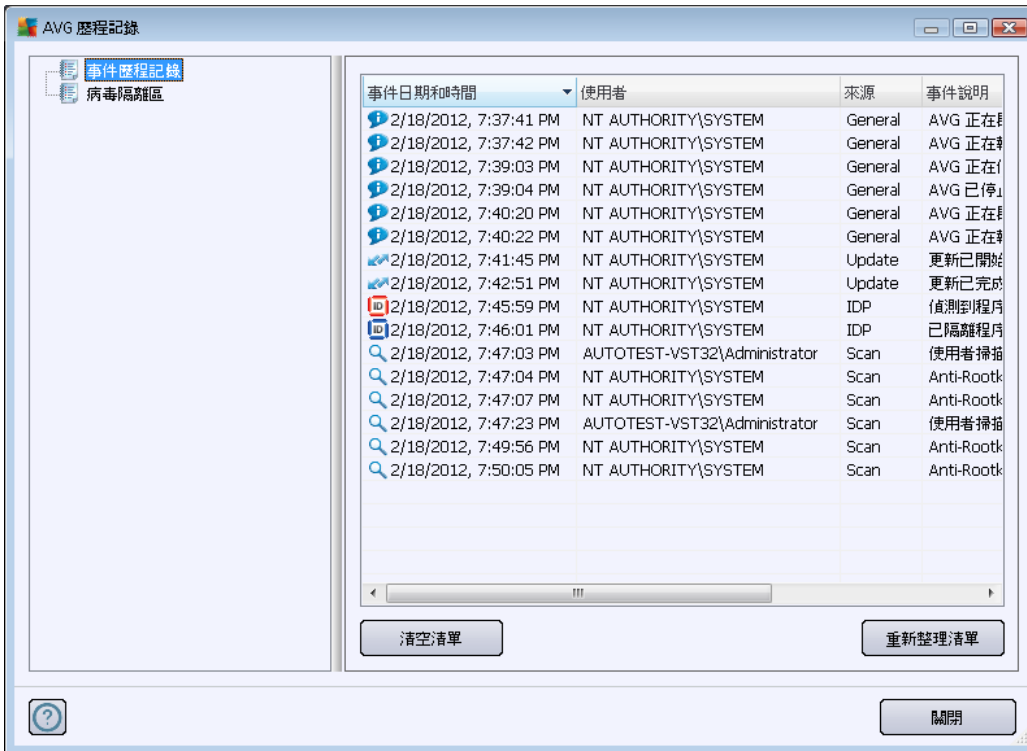 AVG 歷程記錄
事件歷程記錄
病毒隔離區
事件日期和時間 使用者 來源 事件說明
2/18/2012, 7:37:41 PM NT AUTHORITY\SYSTEM General AVG 正在
2/18/2012, 7:37:42 PM NT AUTHORITY\SYSTEM General AVG 正在
2/18/2012, 7:39:03 PM NT AUTHORITY\SYSTEM General AVG 正在
2/18/2012, 7:39:04 PM NT AUTHORITY\SYSTEM General AVG 已停
2/18/2012, 7:40:20 PM NT AUTHORITY\SYSTEM General AVG 正在
2/18/2012, 7:40:22 PM NT AUTHORITY\SYSTEM General AVG 正在
2/18/2012, 7:41:45 PM NT AUTHORITY\SYSTEM Update 更新已開始
2/18/2012, 7:42:51 PM NT AUTHORITY\SYSTEM Update 更新已完成
2/18/2012, 7:45:59 PM NT AUTHORITY\SYSTEM IDP 偵測到程序
2/18/2012, 7:46:01 PM NT AUTHORITY\SYSTEM IDP 已隔離程序
2/18/2012, 7:47:03 PM AUTOTEST-VST32\Administrator Scan 使用者掃描
2/18/2012, 7:47:04 PM NT AUTHORITY\SYSTEM Scan Anti-Rootk
2/18/2012, 7:47:07 PM NT AUTHORITY\SYSTEM Scan Anti-Rootk
2/18/2012, 7:47:23 PM AUTOTEST-VST32\Administrator Scan 使用者掃描
2/18/2012, 7:49:56 PM NT AUTHORITY\SYSTEM Scan Anti-Rootk
2/18/2012, 7:50:05 PM NT AUTHORITY\SYSTEM Scan Anti-Rootk
清空清單 重新整理清單
關閉